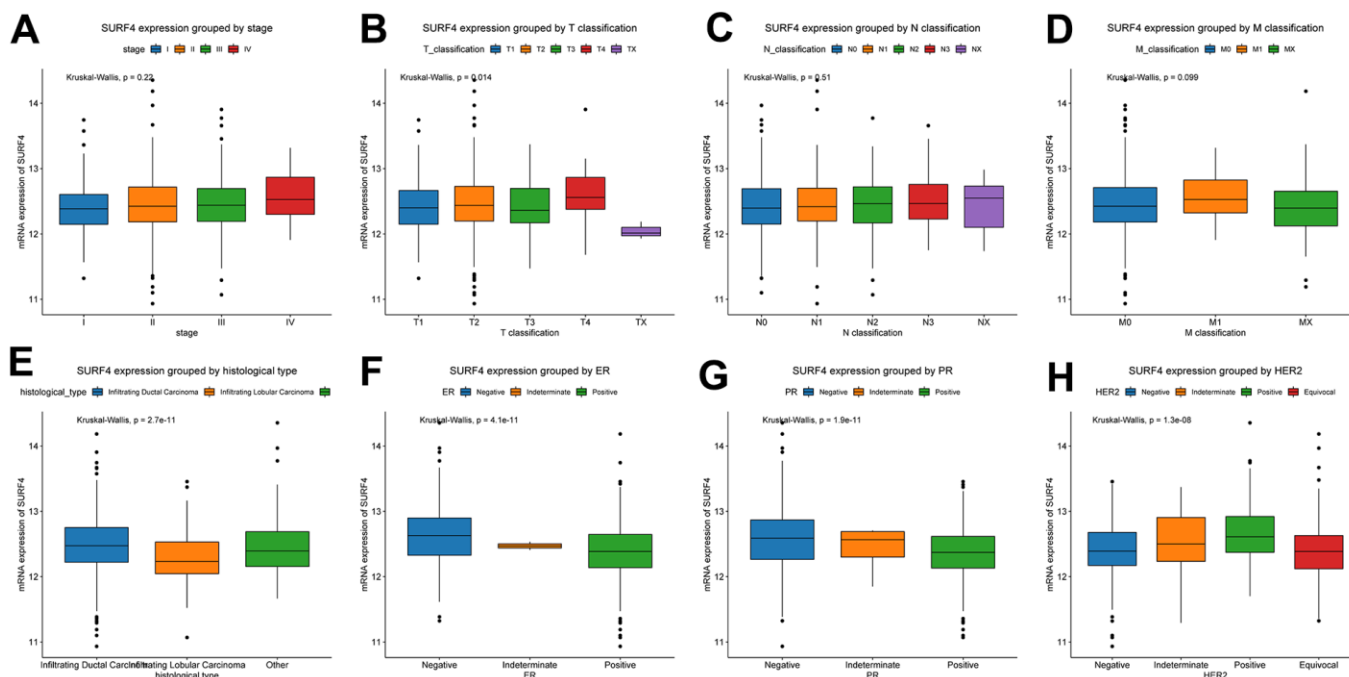 A
SURF4 expression grouped by stage
stage I II III IV
Kruskal-Wallis, p = 0.22
mRNA expression of SURF4
14
13
12
11
I II III IV
stage
B
SURF4 expression grouped by T classification
T_classification T1 T2 T3 T4 TX
Kruskal-Wallis, p = 0.014
mRNA expression of SURF4
14
13
12
11
T1 T2 T3 T4 TX
T classification
C
SURF4 expression grouped by N classification
N_classification N0 N1 N2 N3 NX
Kruskal-Wallis, p = 0.51
mRNA expression of SURF4
14
13
12
11
N0 N1 N2 N3 NX
N classification
D
SURF4 expression grouped by M classification
M_classification M0 M1 MX
Kruskal-Wallis, p = 0.099
mRNA expression of SURF4
14
13
12
11
M0 M1 MX
M classification
E
SURF4 expression grouped by histological type
histological_type Infiltrating Ductal Carcinoma Infiltrating Lobular Carcinoma
Kruskal-Wallis, p = 2.7e-11
mRNA expression of SURF4
14
13
12
11
Infiltrating Ductal Infiltrating Lobular Carcinoma Other
histological type
F
SURF4 expression grouped by ER
ER Negative Indeterminate Positive
Kruskal-Wallis, p = 4.1e-11
mRNA expression of SURF4
14
13
12
11
Negative Indeterminate Positive
ER
G
SURF4 expression grouped by PR
PR Negative Indeterminate Positive
Kruskal-Wallis, p = 1.9e-11
mRNA expression of SURF4
14
13
12
11
Negative Indeterminate Positive
PR
H
SURF4 expression grouped by HER2
HER2 Negative Indeterminate Positive Equivocal
Kruskal-Wallis, p = 1.3e-08
mRNA expression of SURF4
14
13
12
11
Negative Indeterminate Positive Equivocal
HER2